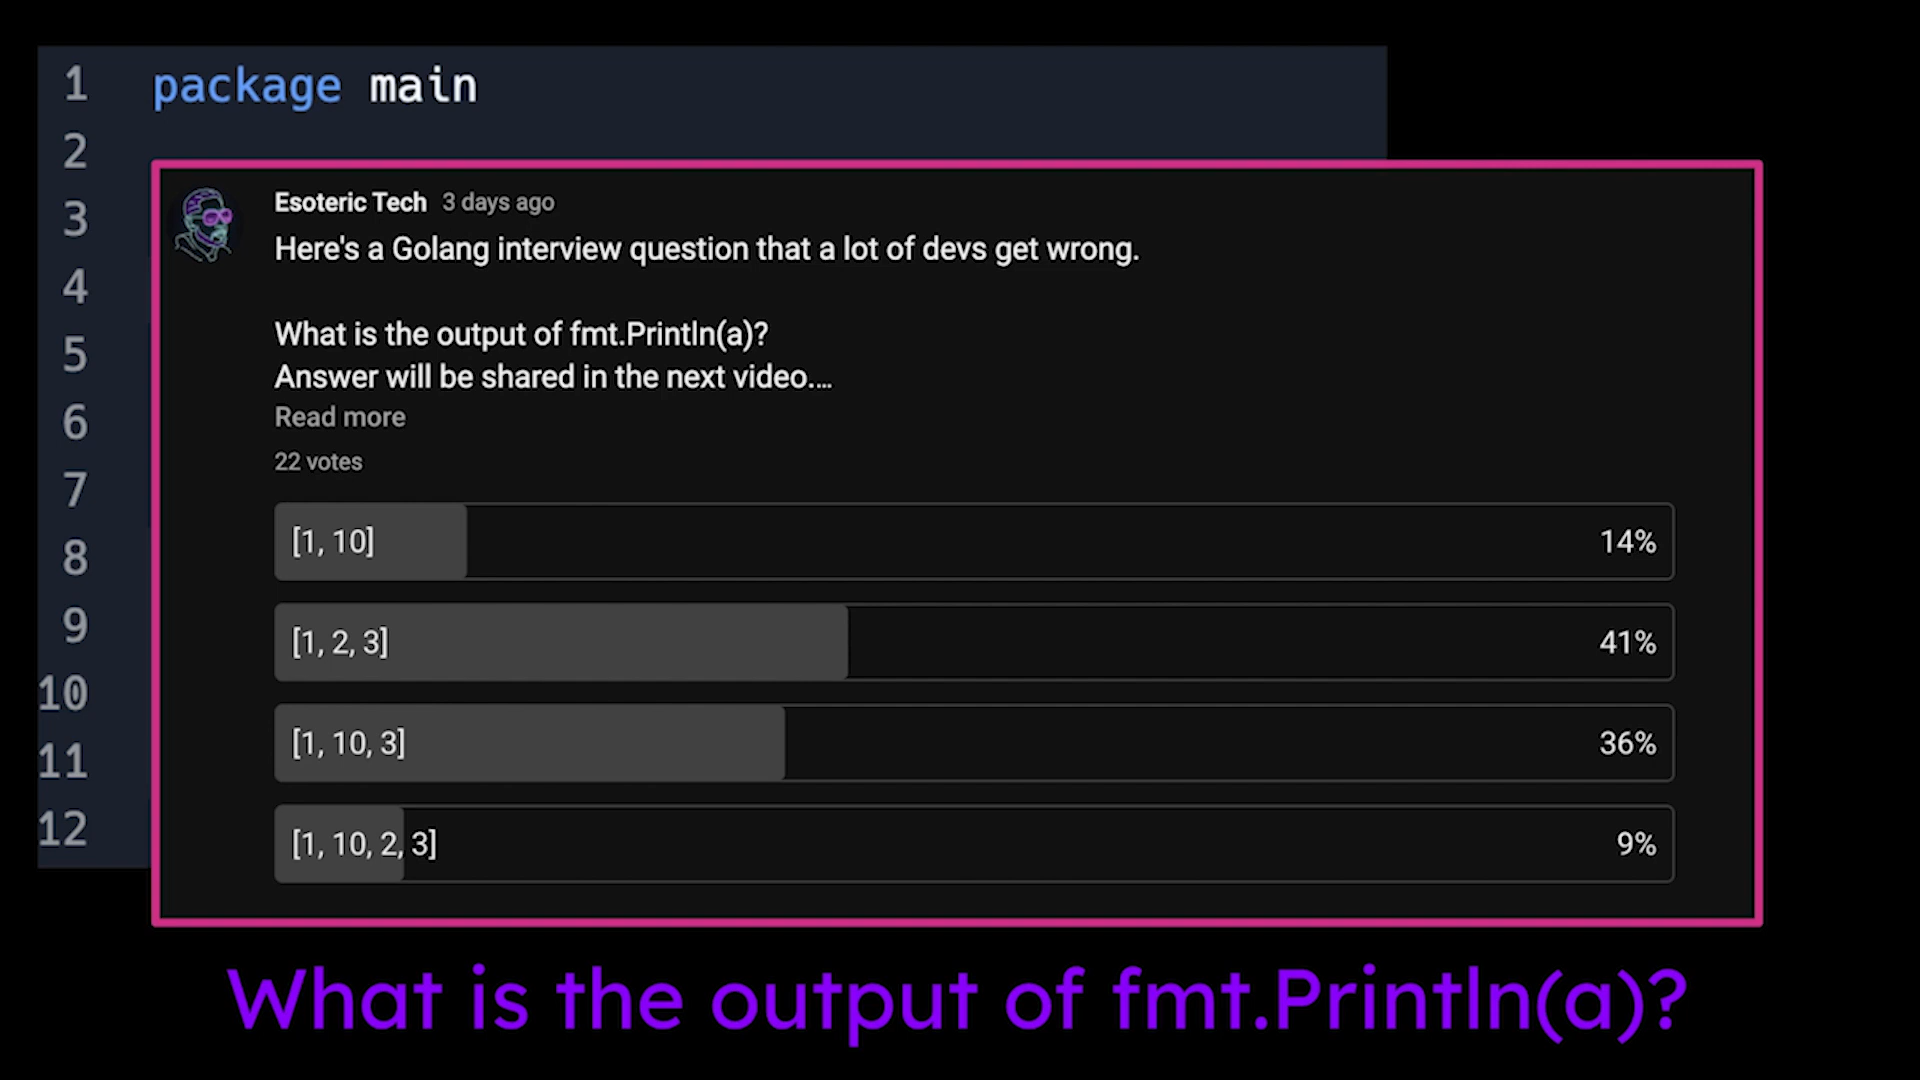 1 package main
2
3
4
5
6
7
8
9
10
11
12
Esoteric Tech 3 days ago
Here's a Golang interview question that a lot of devs get wrong.
What is the output of fmt.Println(a)?
Answer will be shared in the next video....
Read more
22 votes
[1, 10] 14%
[1, 2, 3] 41%
[1, 10, 3] 36%
[1, 10, 2, 3] 9%
What is the output of fmt.Println(a)?